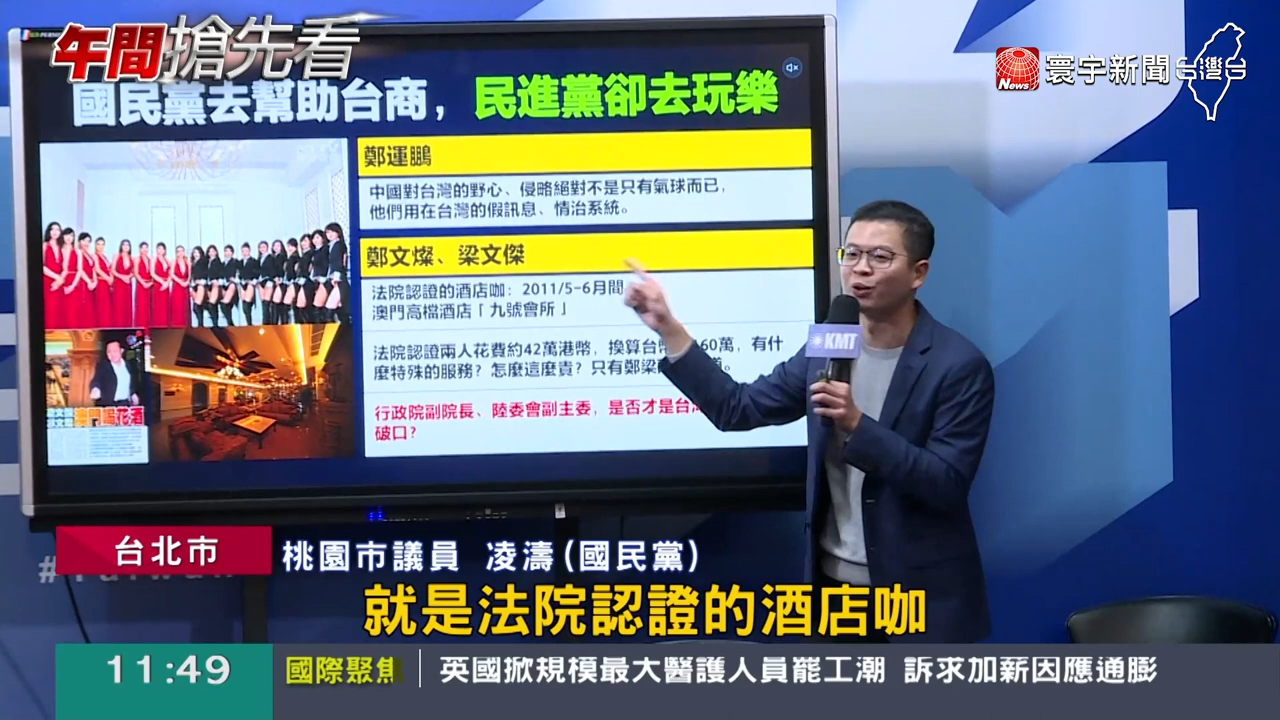 午間搶先看
News
寰宇新聞
台灣台
國民黨去幫助台商，民進黨卻去玩樂
鄭運鵬
中國對台灣的野心、侵略絕對不是只有氣球而已，
他們用在台灣的假訊息、情治系統。
鄭文燦、梁文傑
法院認證的酒店咖：2011/5-6月間
澳門高檔酒店「九號會所」
法院認證兩人花費約42萬港幣，換算台幣 60萬，有什
麼特殊的服務？怎麼這麼貴？只有鄭梁 道。
行政院副院長、陸委會副主委，是否才是台灣
破口？
KMT
台北市
桃園市議員 凌濤(國民黨)
就是法院認證的酒店咖
11:49
國際聚焦
英國掀規模最大醫護人員罷工潮 訴求加薪因應通膨